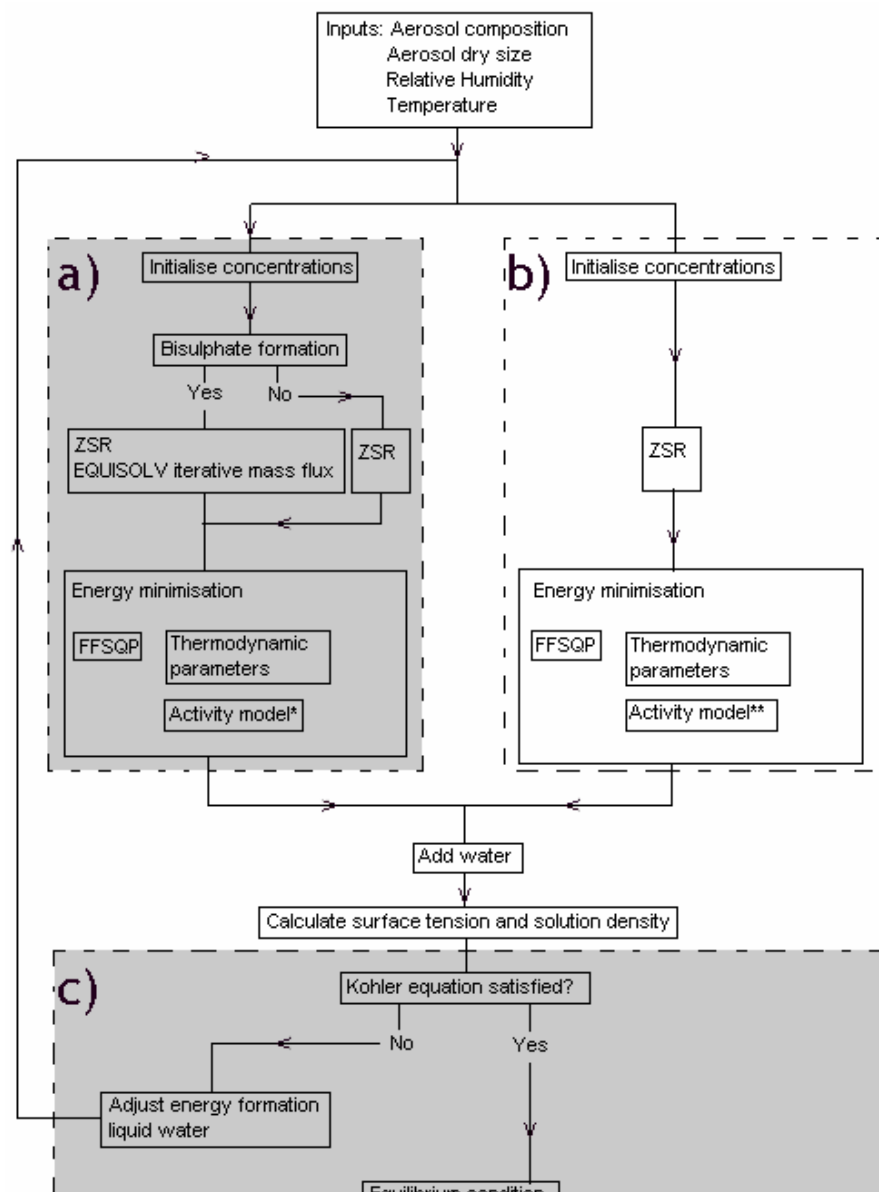 Inputs: Aerosol composition
Aerosol dry size
Relative Humidity
Temperature
a)
Initialise concentrations
Bisulphate formation
Yes
No
ZSR
EQUISOLV iterative mass flux
ZSR
Energy minimisation
FFSQP
Thermodynamic
parameters
Activity model*
b)
Initialise concentrations
ZSR
Energy minimisation
FFSQP
Thermodynamic
parameters
Activity model**
Add water
Calculate surface tension and solution density
c)
Kohler equation satisfied?
No
Yes
Adjust energy formation
liquid water
Equilibrium condition